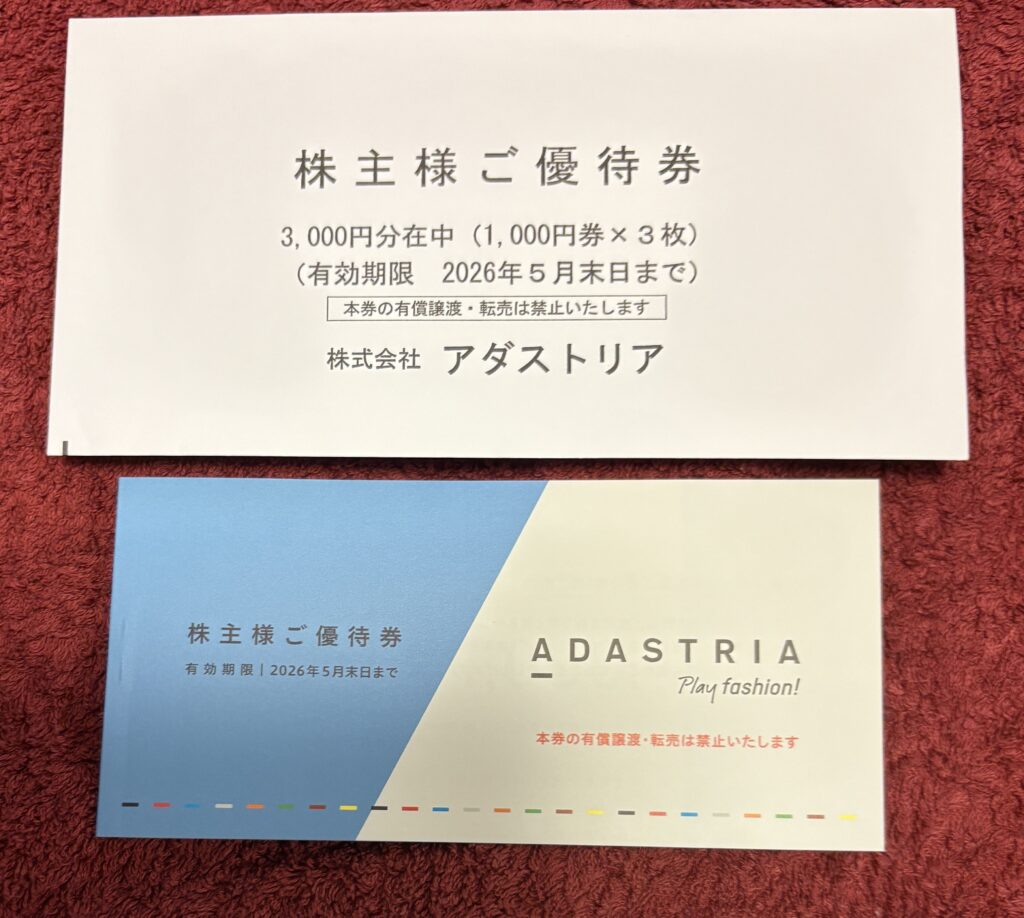 株主様ご優待券
3,000円分在中（1,000円券×３枚）
（有効期限　2026年５月末日まで）
本券の有償譲渡・転売は禁止いたします
株式会社 アダストリア
株主様ご優待券
有効期限｜2026年5月末日まで
ADASTRIA
Play fashion!
本券の有償譲渡・転売は禁止いたします